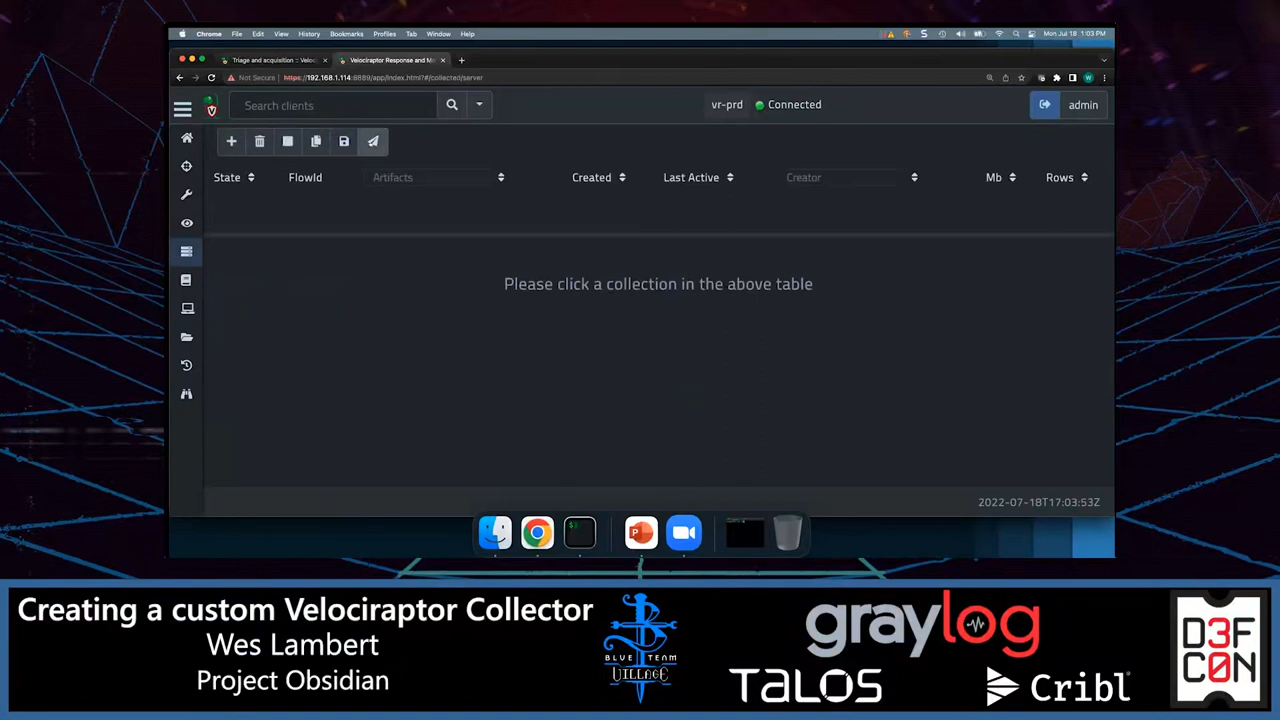 Chrome File Edit View History Bookmarks Profiles Tab Window Help
Mon Jul 18 1:03 PM
Triage and acquisition :: Veloc
Velociraptor Response and M
Not Secure | https://192.168.1.114:8889/app/index.html?#/collected/server
Search clients
vr-prd
Connected
admin
State FlowId Artifacts Created Last Active Creator Mb Rows
Please click a collection in the above table
2022-07-18T17:03:53Z
Creating a custom Velociraptor Collector
Wes Lambert
Project Obsidian
BLUE TEAM
VILLAGE
graylog
TALOS
Cribl
D3F
C0N